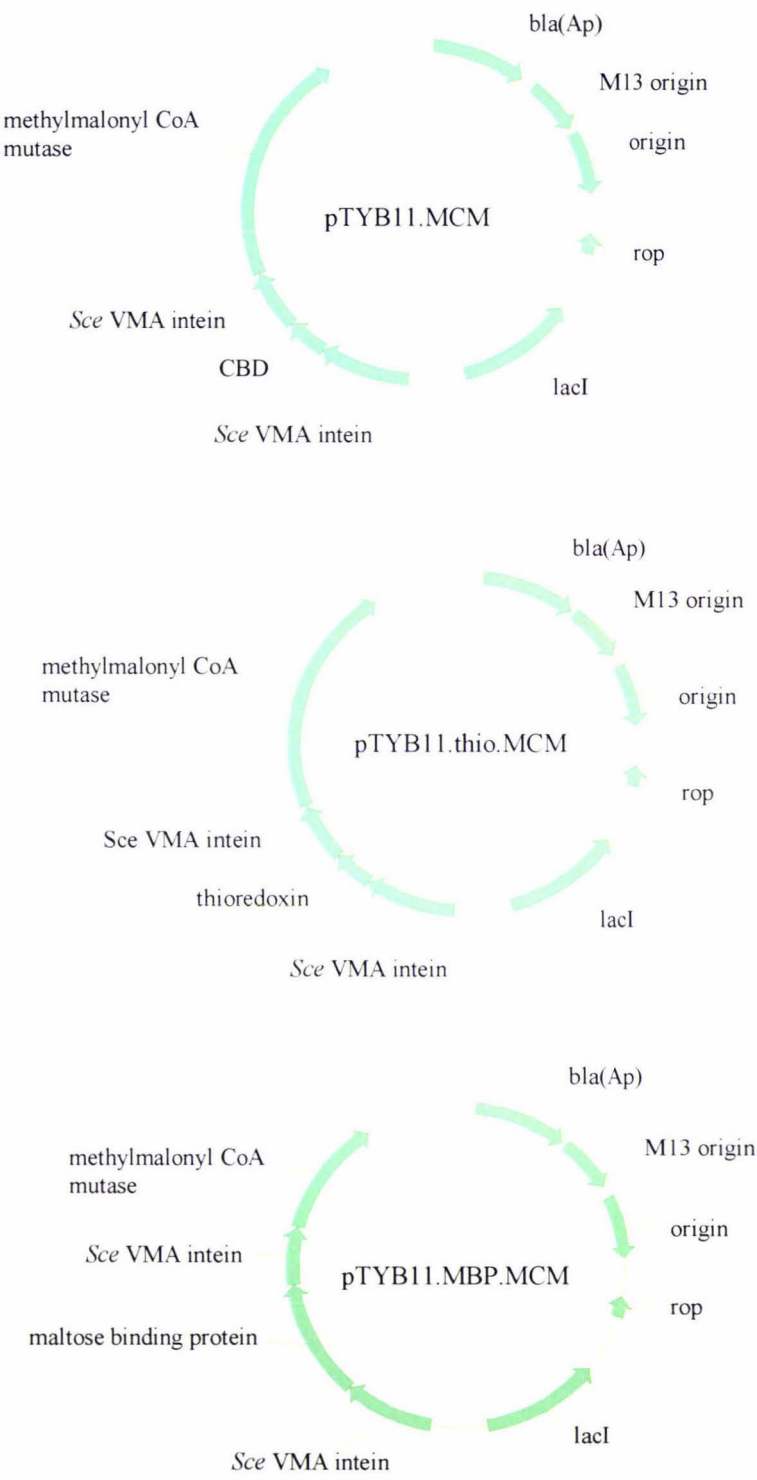 bla(Ap)
M13 origin
methylmalonyl CoA
mutase
origin
pTYB11.MCM
rop
Sce VMA intein
CBD
lacI
Sce VMA intein
bla(Ap)
M13 origin
methylmalonyl CoA
mutase
origin
pTYB11.thio.MCM
rop
Sce VMA intein
thioredoxin
lacI
Sce VMA intein
bla(Ap)
M13 origin
methylmalonyl CoA
mutase
origin
Sce VMA intein
pTYB11.MBP.MCM
rop
maltose binding protein
lacI
Sce VMA intein